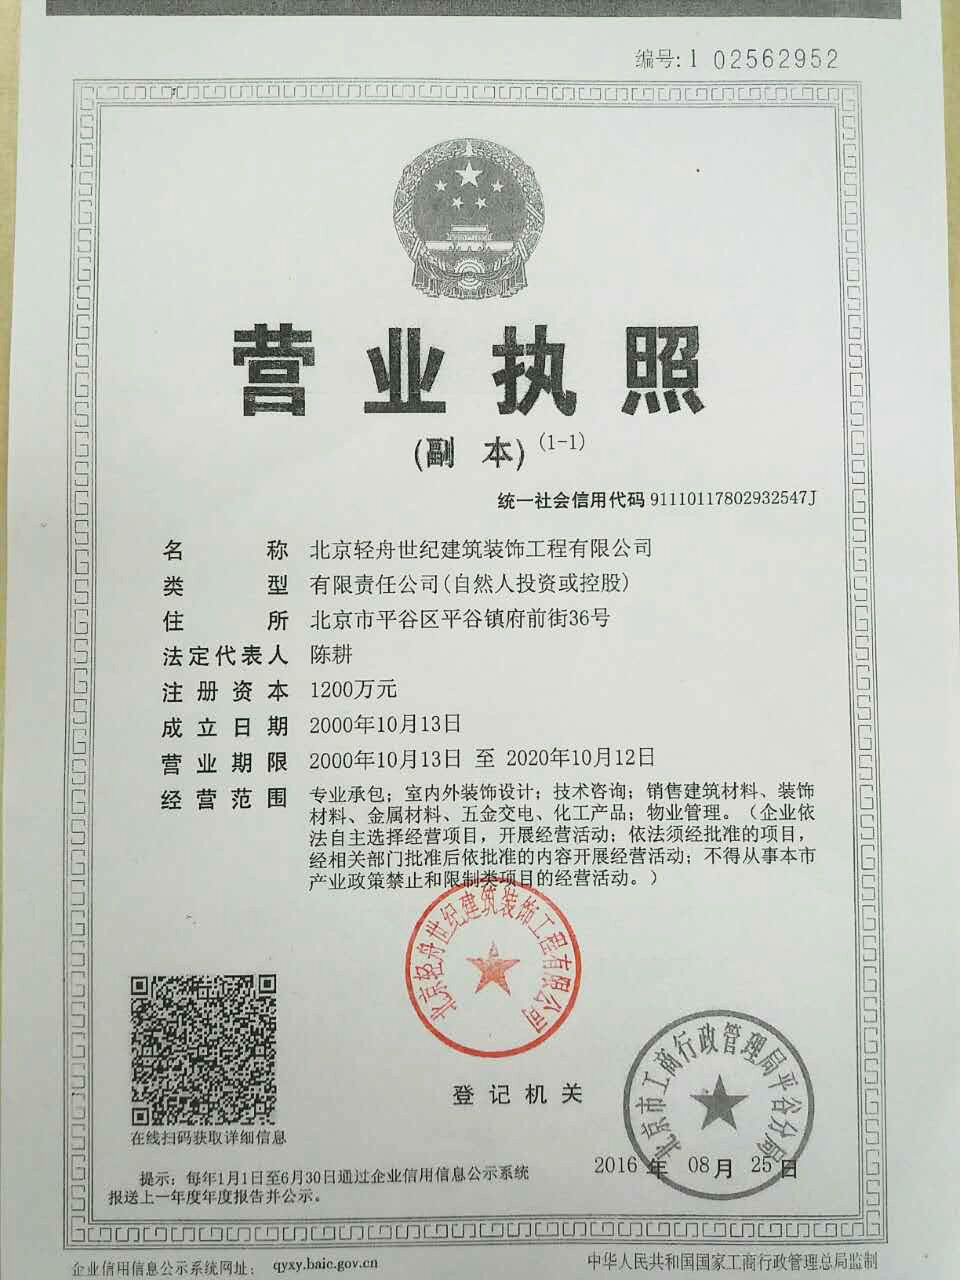 编号:1 02562952
营业执照
(副 本) (1-1)
统一社会信用代码 91110117802932547J
名 称 北京轻舟世纪建筑装饰工程有限公司
类 型 有限责任公司(自然人投资或控股)
住 所 北京市平谷区平谷镇府前街36号
法定代表人 陈耕
注册资本 1200万元
成立日期 2000年10月13日
营业期限 2000年10月13日 至 2020年10月12日
经营范围 专业承包；室内外装饰设计；技术咨询；销售建筑材料、装饰
材料、金属材料、五金交电、化工产品；物业管理。（企业依
法自主选择经营项目，开展经营活动；依法须经批准的项目，
经相关部门批准后依批准的内容开展经营活动；不得从事本市
产业政策禁止和限制类项目的经营活动。）
北京轻舟世纪建筑装饰工程有限公司
登记机关
北京市工商行政管理局平谷分局
2016 年 08 月 25 日
在线扫码获取详细信息
提示：每年1月1日至6月30日通过企业信用信息公示系统
报送上一年度年度报告并公示。
企业信用信息公示系统网址： qyxy.baic.gov.cn
中华人民共和国国家工商行政管理总局监制